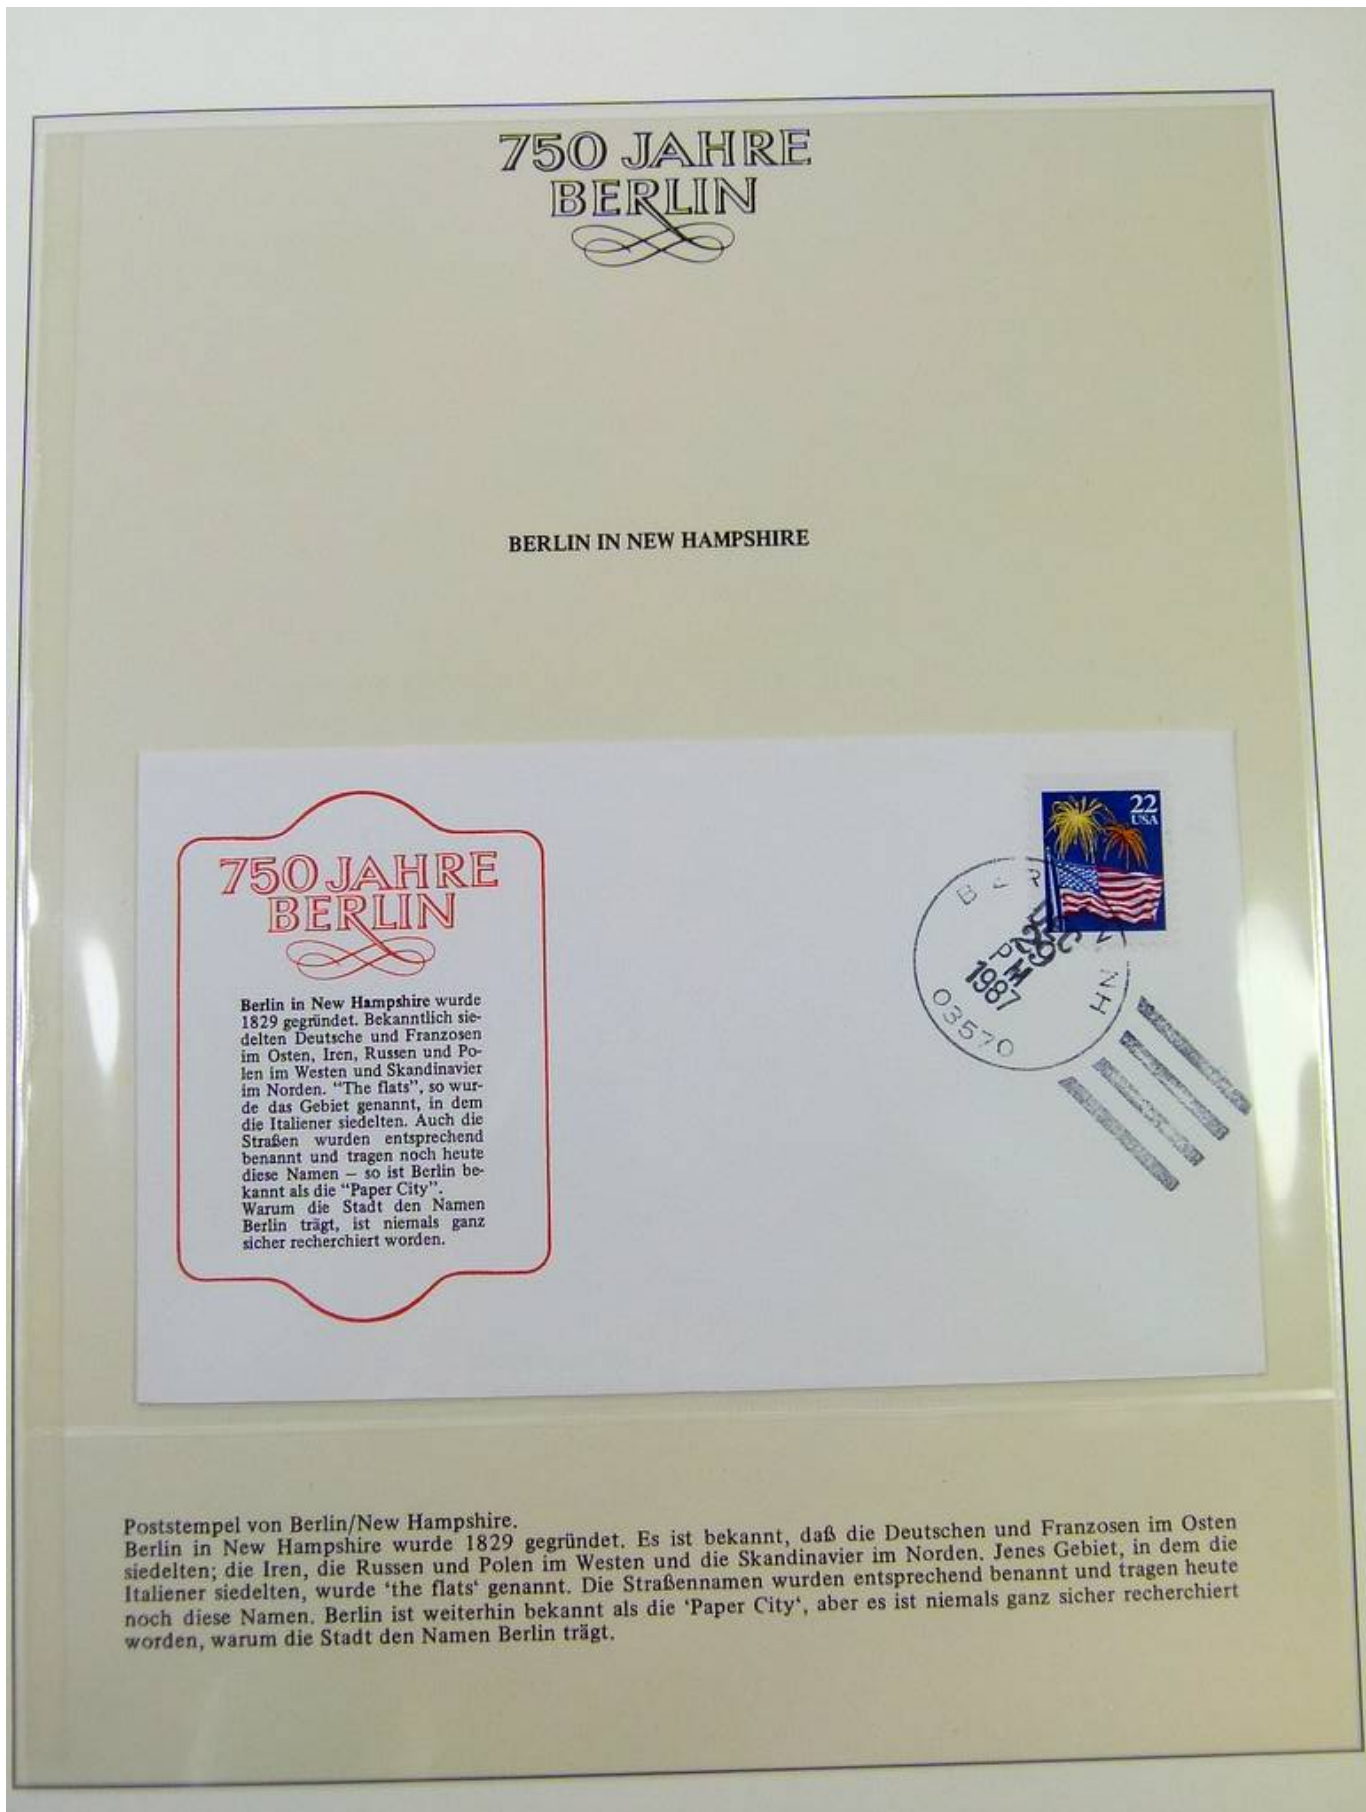 750 JAHRE
BERLIN
BERLIN IN NEW HAMPSHIRE
22
USA
BERLIN NH
DEC
29
PM
1987
03570
750 JAHRE
BERLIN
Berlin in New Hampshire wurde
1829 gegründet. Bekanntlich sie-
delten Deutsche und Franzosen
im Osten, Iren, Russen und Po-
len im Westen und Skandinavier
im Norden. “The flats”, so wur-
de das Gebiet genannt, in dem
die Italiener siedelten. Auch die
Straßen wurden entsprechend
benannt und tragen noch heute
diese Namen – so ist Berlin be-
kannt als die “Paper City”.
Warum die Stadt den Namen
Berlin trägt, ist niemals ganz
sicher recherchiert worden.
Poststempel von Berlin/New Hampshire.
Berlin in New Hampshire wurde 1829 gegründet. Es ist bekannt, daß die Deutschen und Franzosen im Osten
siedelten; die Iren, die Russen und Polen im Westen und die Skandinavier im Norden. Jenes Gebiet, in dem die
Italiener siedelten, wurde ‘the flats‘ genannt. Die Straßennamen wurden entsprechend benannt und tragen heute
noch diese Namen. Berlin ist weiterhin bekannt als die ‘Paper City‘, aber es ist niemals ganz sicher recherchiert
worden, warum die Stadt den Namen Berlin trägt.